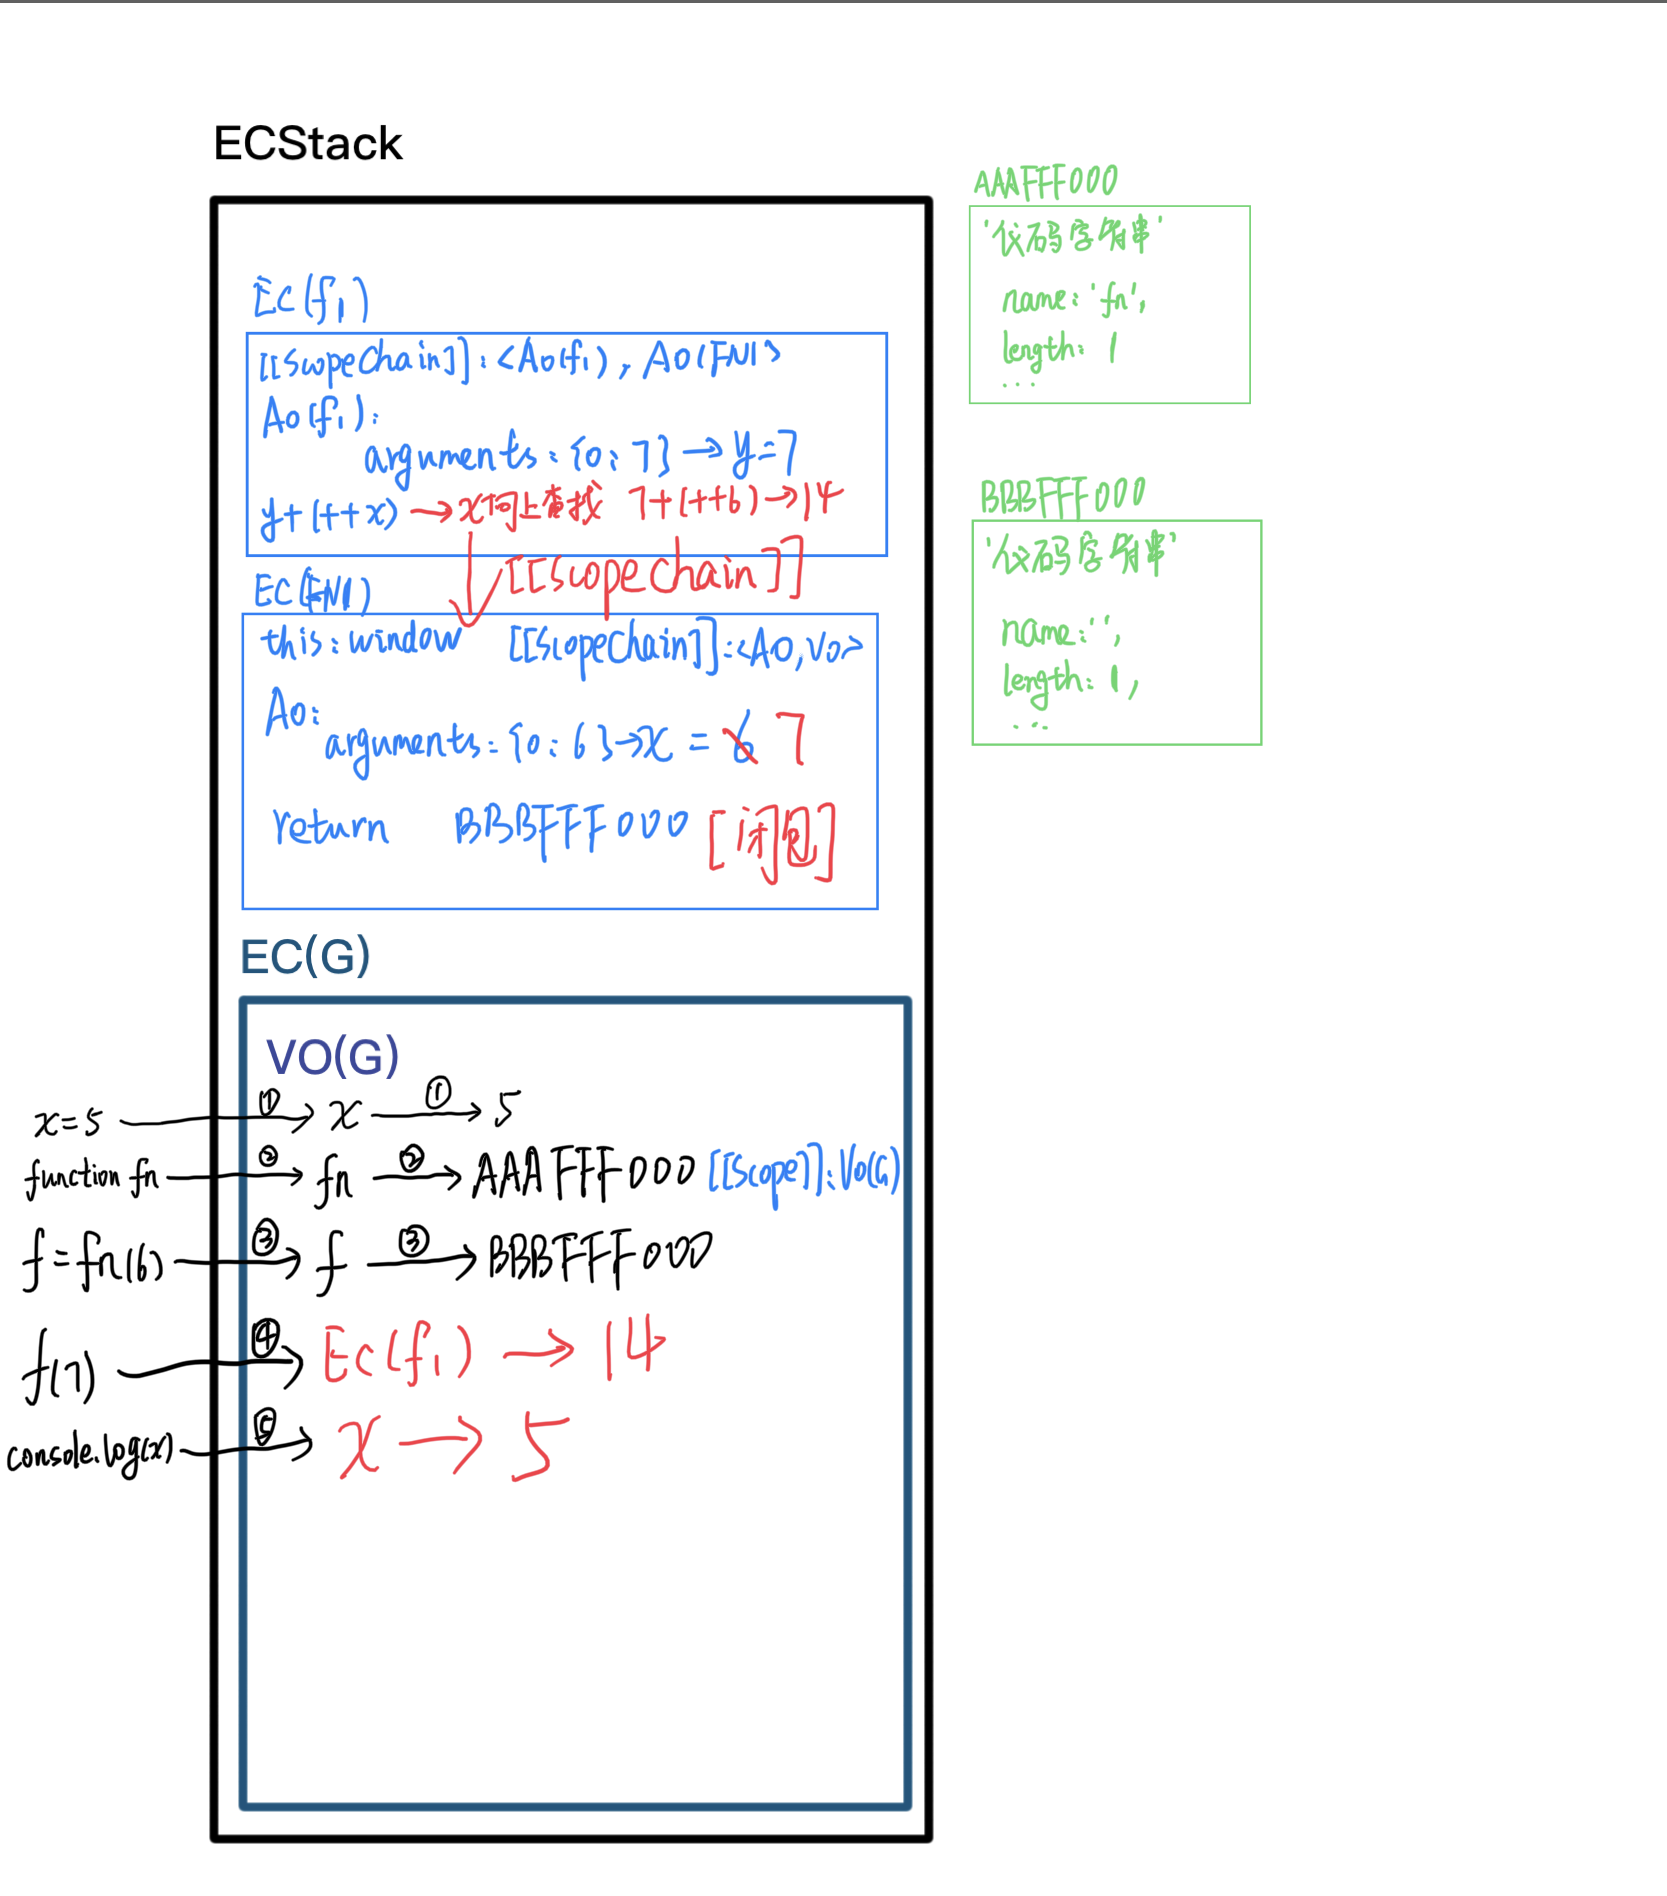 ECStack
EC(f1)
[[ScopeChain]]:<AO(f1), AO(FN1>
AO(f1):
arguments:{0:7}→y=7
y+(++x)→x向上查找 7+(++6)→14
[[scopechain]]
EC(FN1)
this:window [[ScopeChain]]:<AO,VO>
AO:
arguments:{0:6}→x=6 7
return BBBFFF000 [闭包]
EC(G)
VO(G)
x=5 ① x ① 5
function fn ② fn ② AAAFFF000 [[Scope]]:VO(G)
f=fn(6) ③ f ③ BBBFFF000
f(7) ④ EC(f1)→14
console.log(x) ⑤ x→5
AAAFFF000
'代码字符串'
name:'fn',
length:1
...
BBBFFF000
'代码字符串'
name:'',
length:1,
...